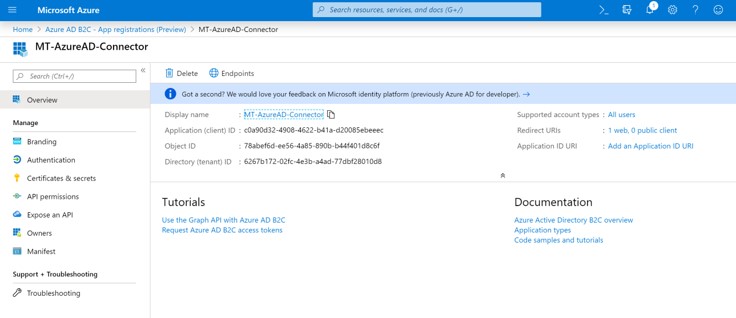 Microsoft Azure
Search resources, services, and docs (G+/)
1
Home > Azure AD B2C - App registrations (Preview) > MT-AzureAD-Connector
MT-AzureAD-Connector
Search (Ctrl+/)
«
Delete
Endpoints
Got a second? We would love your feedback on Microsoft identity platform (previously Azure AD for developer). →
Overview
Manage
Branding
Authentication
Certificates & secrets
API permissions
Expose an API
Owners
Manifest
Support + Troubleshooting
Troubleshooting
Display name : MT-AzureAD-Connector
Application (client) ID : c0a90d32-4908-4622-b41a-d20085ebeeec
Object ID : 78abef6d-ee56-4a85-890b-b44f401d8c6f
Directory (tenant) ID : 6267b172-02fc-4e3b-a4ad-77dbf28010d8
Supported account types : All users
Redirect URIs : 1 web, 0 public client
Application ID URI : Add an Application ID URI
Tutorials
Use the Graph API with Azure AD B2C
Request Azure AD B2C access tokens
Documentation
Azure Active Directory B2C overview
Application types
Code samples and tutorials